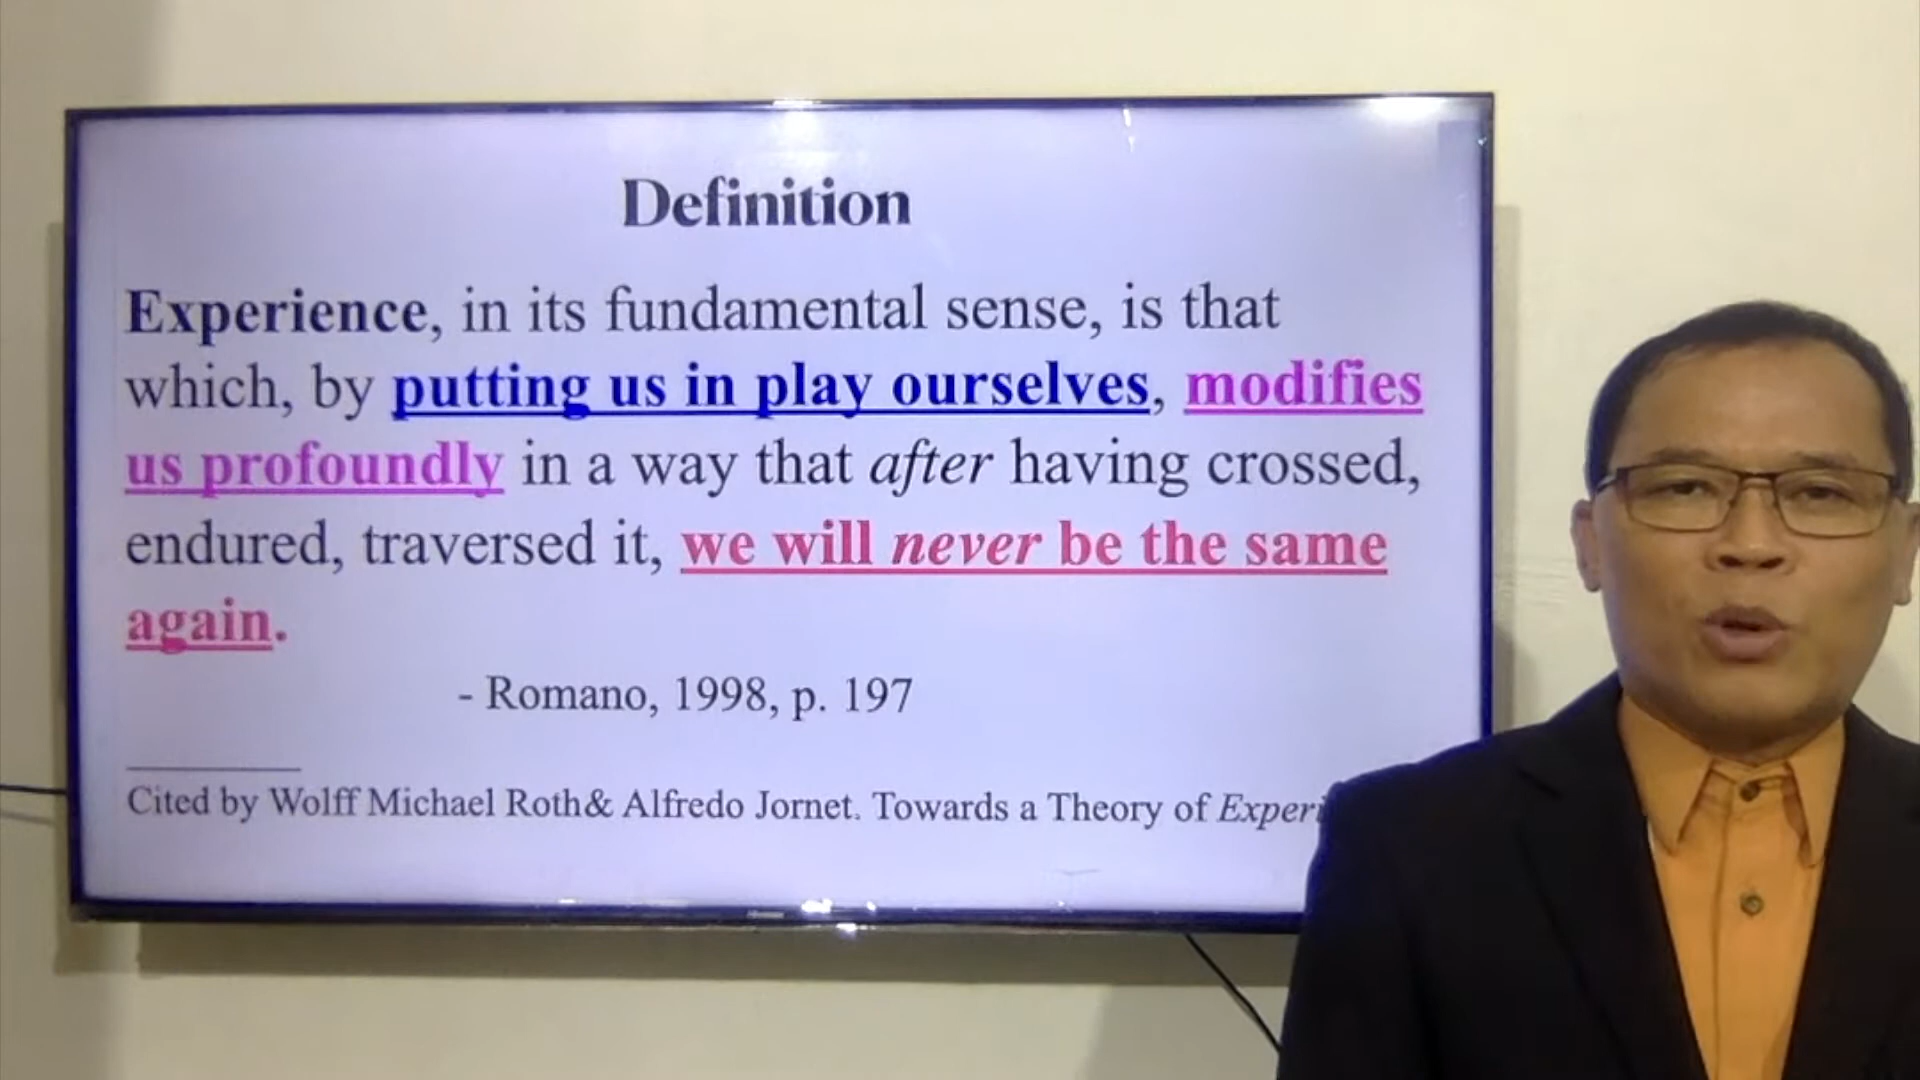 Definition
Experience, in its fundamental sense, is that
which, by putting us in play ourselves, modifies
us profoundly in a way that after having crossed,
endured, traversed it, we will never be the same
again.
- Romano, 1998, p. 197
Cited by Wolff Michael Roth& Alfredo Jornet. Towards a Theory of Experi